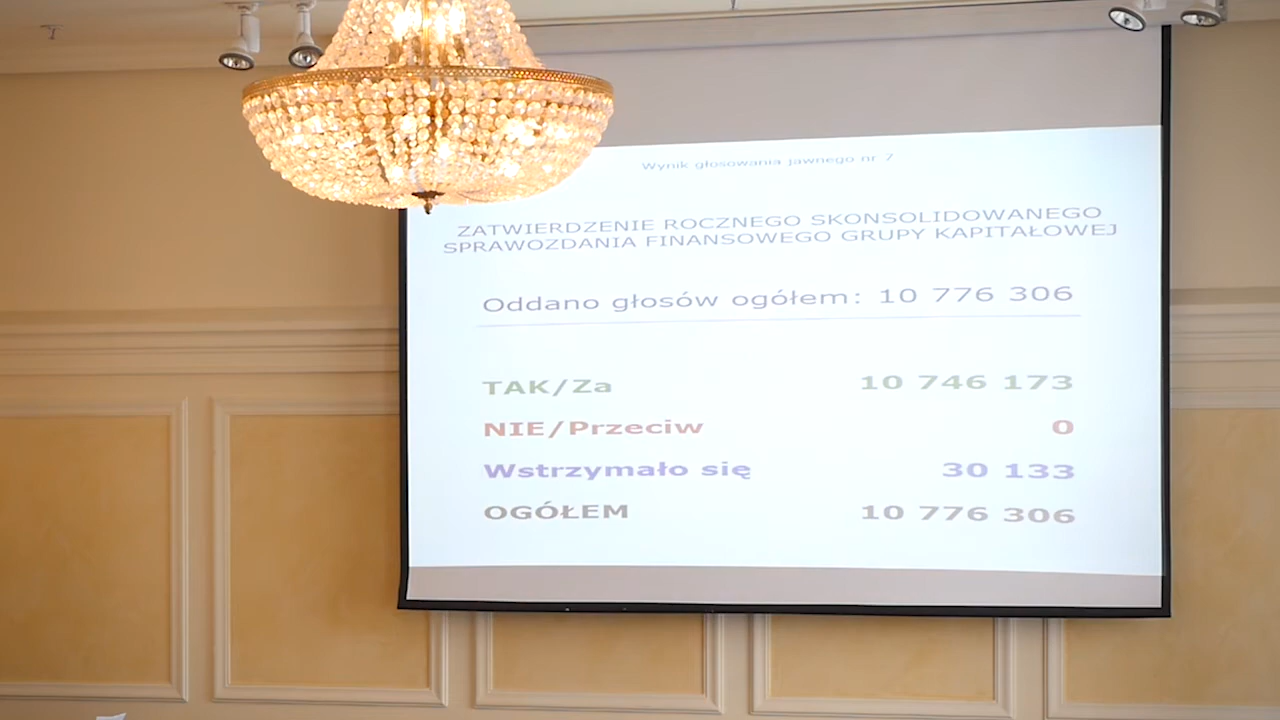 Wynik głosowania jawnego nr 7
ZATWIERDZENIE ROCZNEGO SKONSOLIDOWANEGO
SPRAWOZDANIA FINANSOWEGO GRUPY KAPITAŁOWEJ
Oddano głosów ogółem: 10 776 306
TAK/Za 10 746 173
NIE/Przeciw 0
Wstrzymało się 30 133
OGÓŁEM 10 776 306